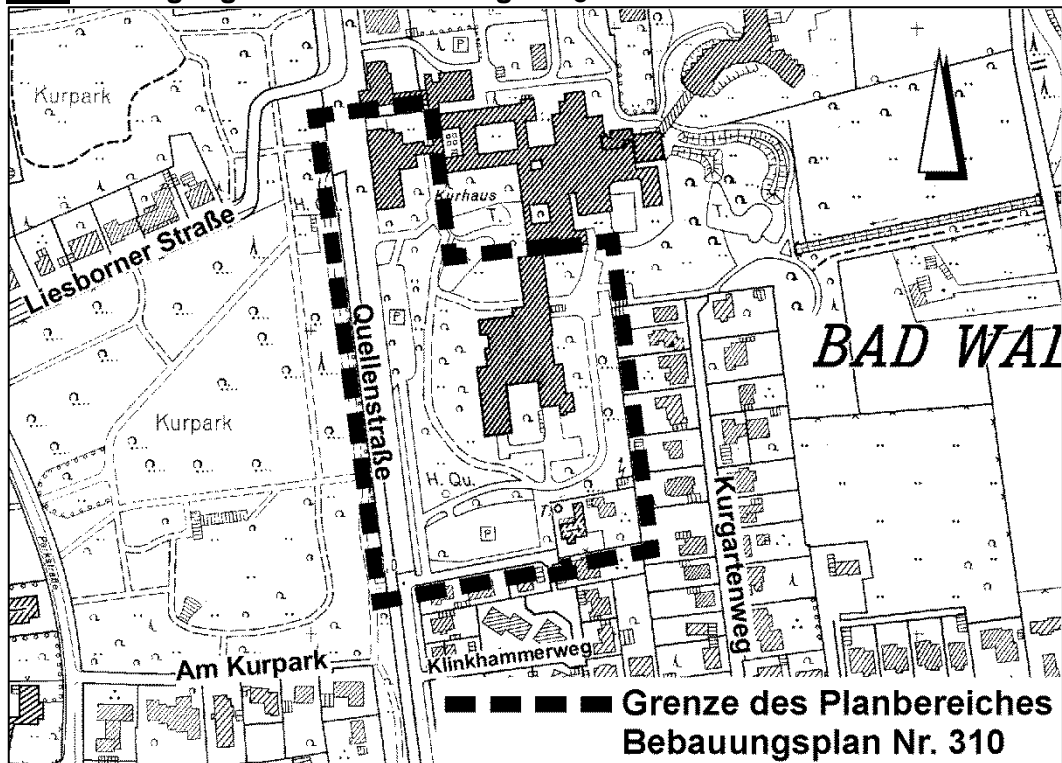 Kurpark
P
Kurhaus
H.
T.
T.
Liesborner Straße
P
Quellenstraße
BAD WAL
Kurpark
H. Qu.
Kurgartenweg
P
Parkstraße
Am Kurpark
Klinkhammerweg
Grenze des Planbereiches
Bebauungsplan Nr. 310